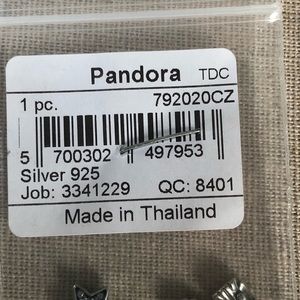 Pandora TDC
1 pc. 792020CZ
5 700302 497953
Silver 925
Job: 3341229 QC: 8401
Made in Thailand